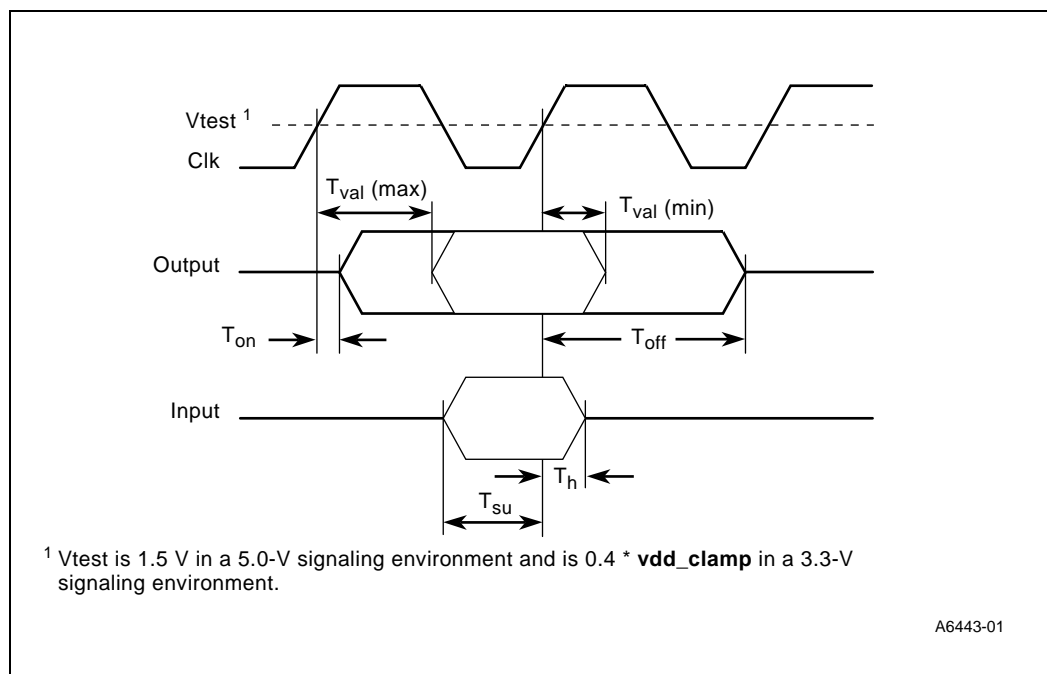 Vtest 1
Clk
Tval (max)
Tval (min)
Output
Ton
Toff
Input
Th
Tsu
1 Vtest is 1.5 V in a 5.0-V signaling environment and is 0.4 * vdd_clamp in a 3.3-V
signaling environment.
A6443-01